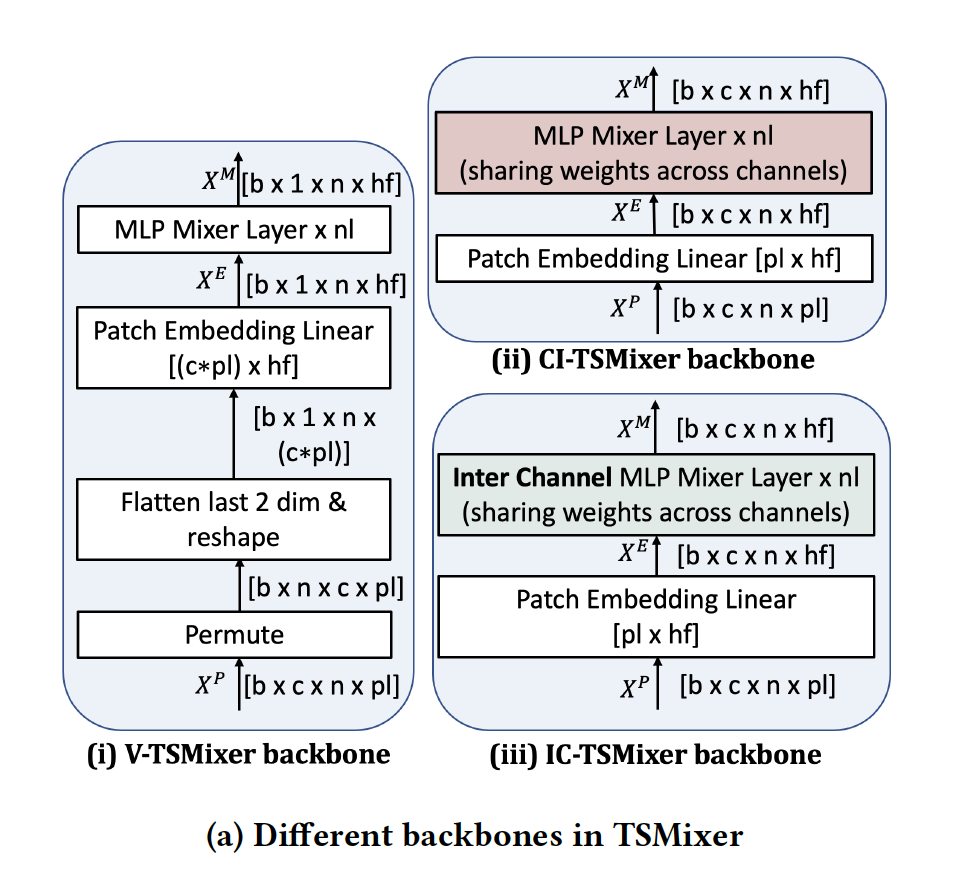 X^M [b x 1 x n x hf]
MLP Mixer Layer x nl
X^E [b x 1 x n x hf]
Patch Embedding Linear
[(c*pl) x hf]
[b x 1 x n x
(c*pl)]
Flatten last 2 dim &
reshape
[b x n x c x pl]
Permute
X^P [b x c x n x pl]
(i) V-TSMixer backbone
X^M [b x c x n x hf]
MLP Mixer Layer x nl
(sharing weights across channels)
X^E [b x c x n x hf]
Patch Embedding Linear [pl x hf]
X^P [b x c x n x pl]
(ii) CI-TSMixer backbone
X^M [b x c x n x hf]
Inter Channel MLP Mixer Layer x nl
(sharing weights across channels)
X^E [b x c x n x hf]
Patch Embedding Linear
[pl x hf]
X^P [b x c x n x pl]
(iii) IC-TSMixer backbone
(a) Different backbones in TSMixer